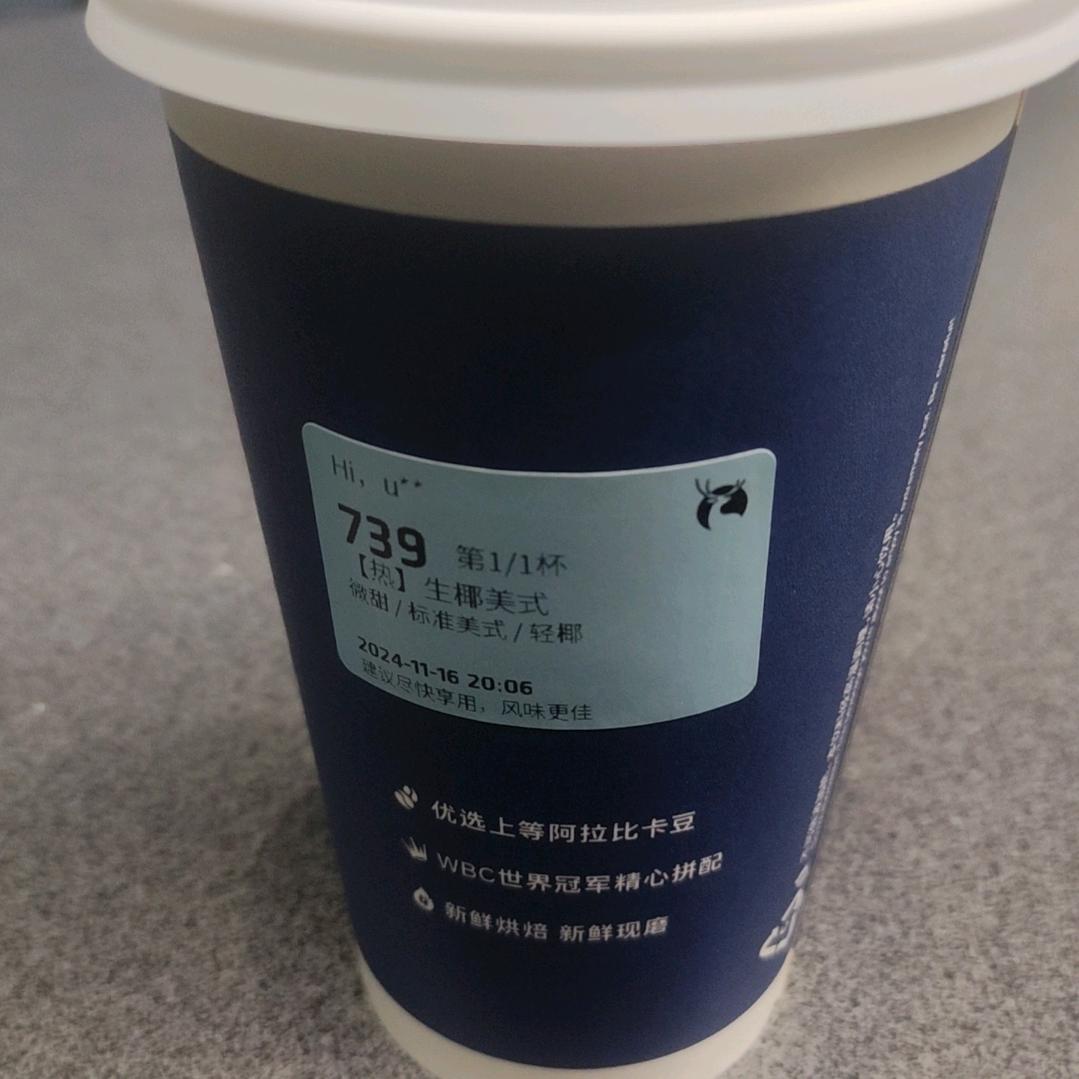 Hi，u**
739 第1/1杯
【热】生椰美式
微甜/标准美式/轻椰
2024-11-16 20:06
建议尽快享用，风味更佳
优选上等阿拉比卡豆
WBC世界冠军精心拼配
新鲜烘焙 新鲜现磨